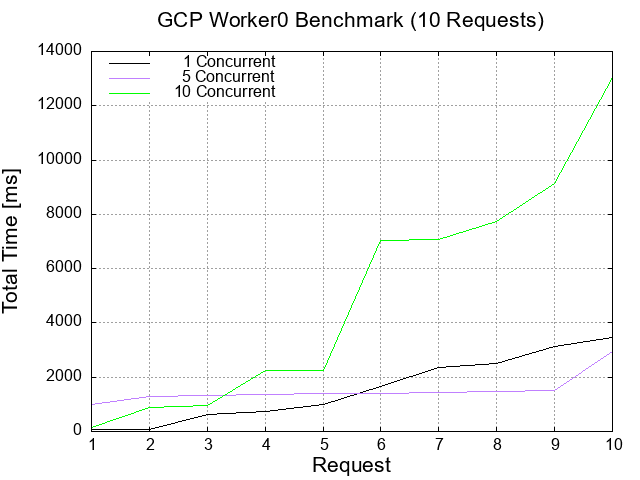 GCP Worker0 Benchmark (10 Requests)
14000
12000
10000
8000
6000
4000
2000
0
Total Time [ms]
1 Concurrent
5 Concurrent
10 Concurrent
1 2 3 4 5 6 7 8 9 10
Request